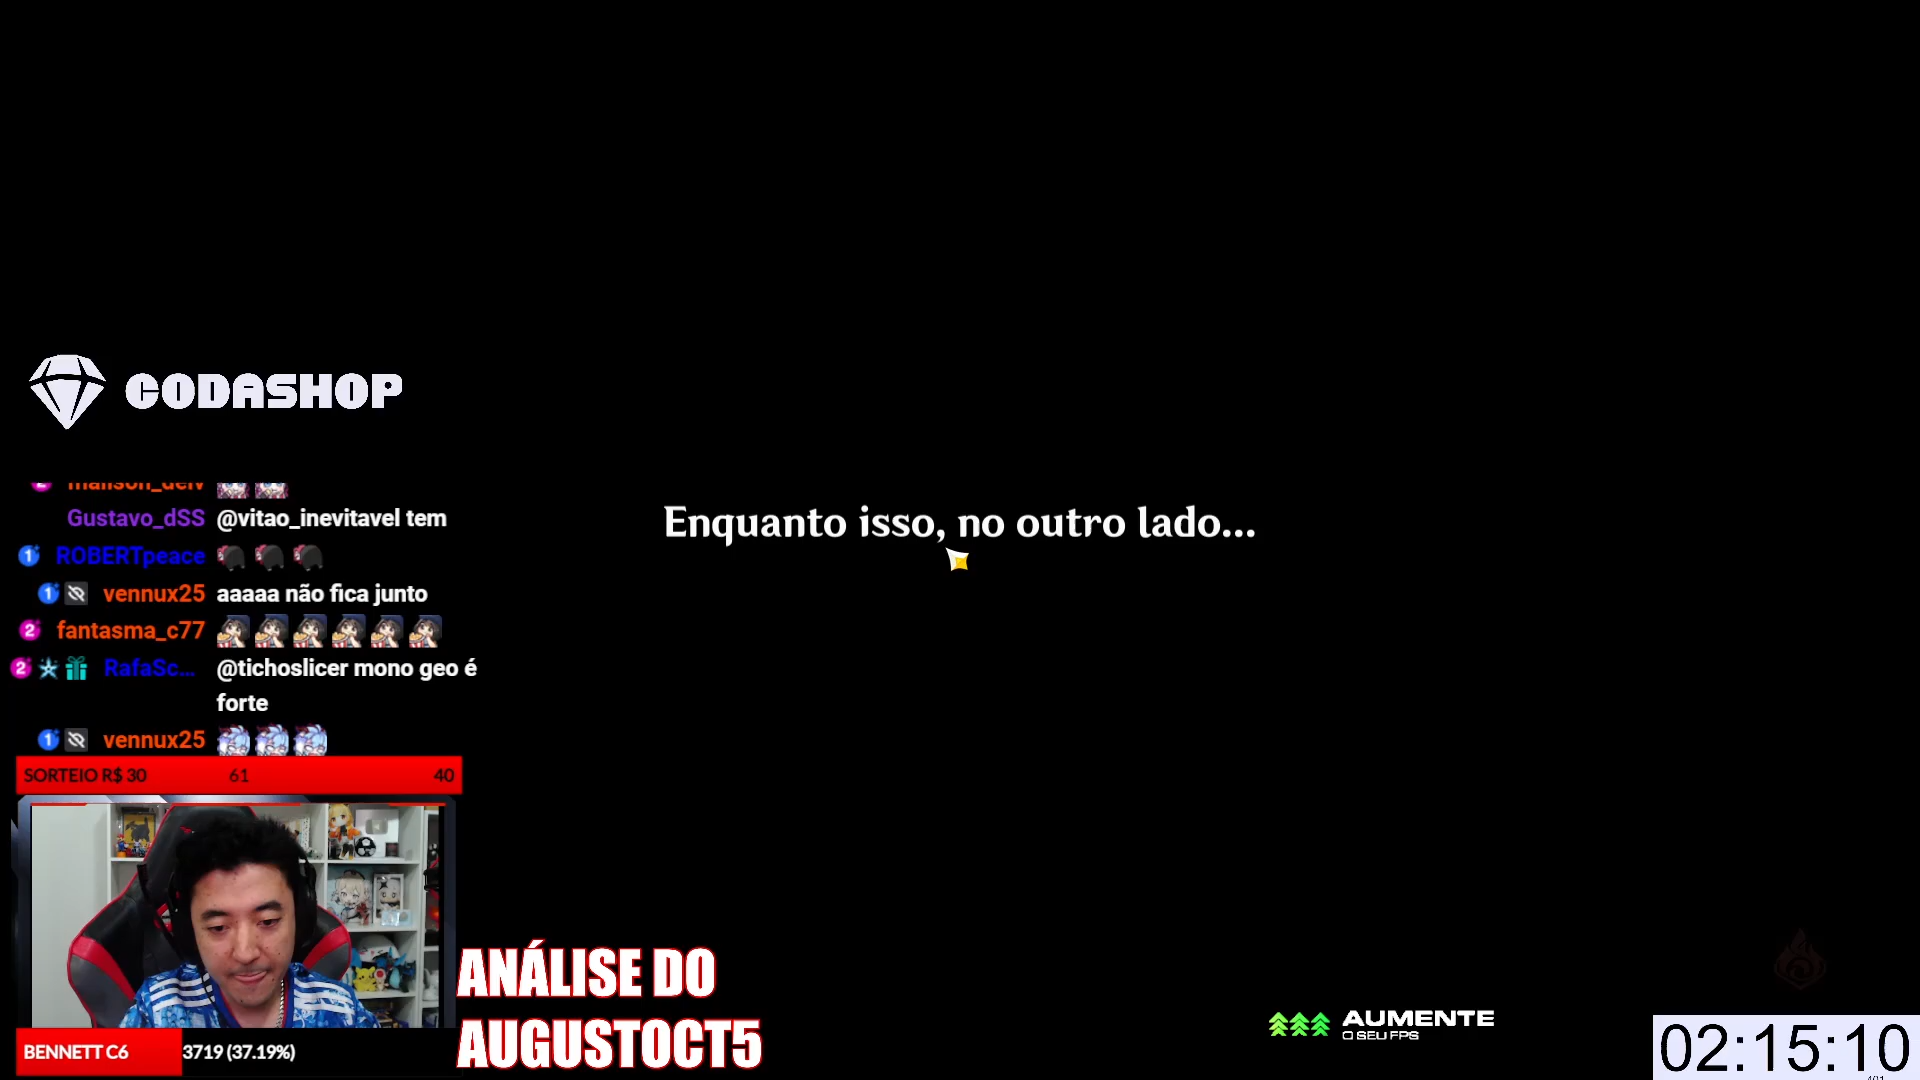 CODASHOP
Gustavo_dSS @vitao_inevitavel tem
ROBERTpeace
vennux25 aaaaa não fica junto
fantasma_c77
RafaSc... @tichoslicer mono geo é
forte
vennux25
Enquanto isso, no outro lado...
SORTEIO R$ 30 61 40
ANÁLISE DO
AUGUSTOCT5
BENNETT C6 3719 (37.19%)
AUMENTE
O SEU FPS
02:15:10